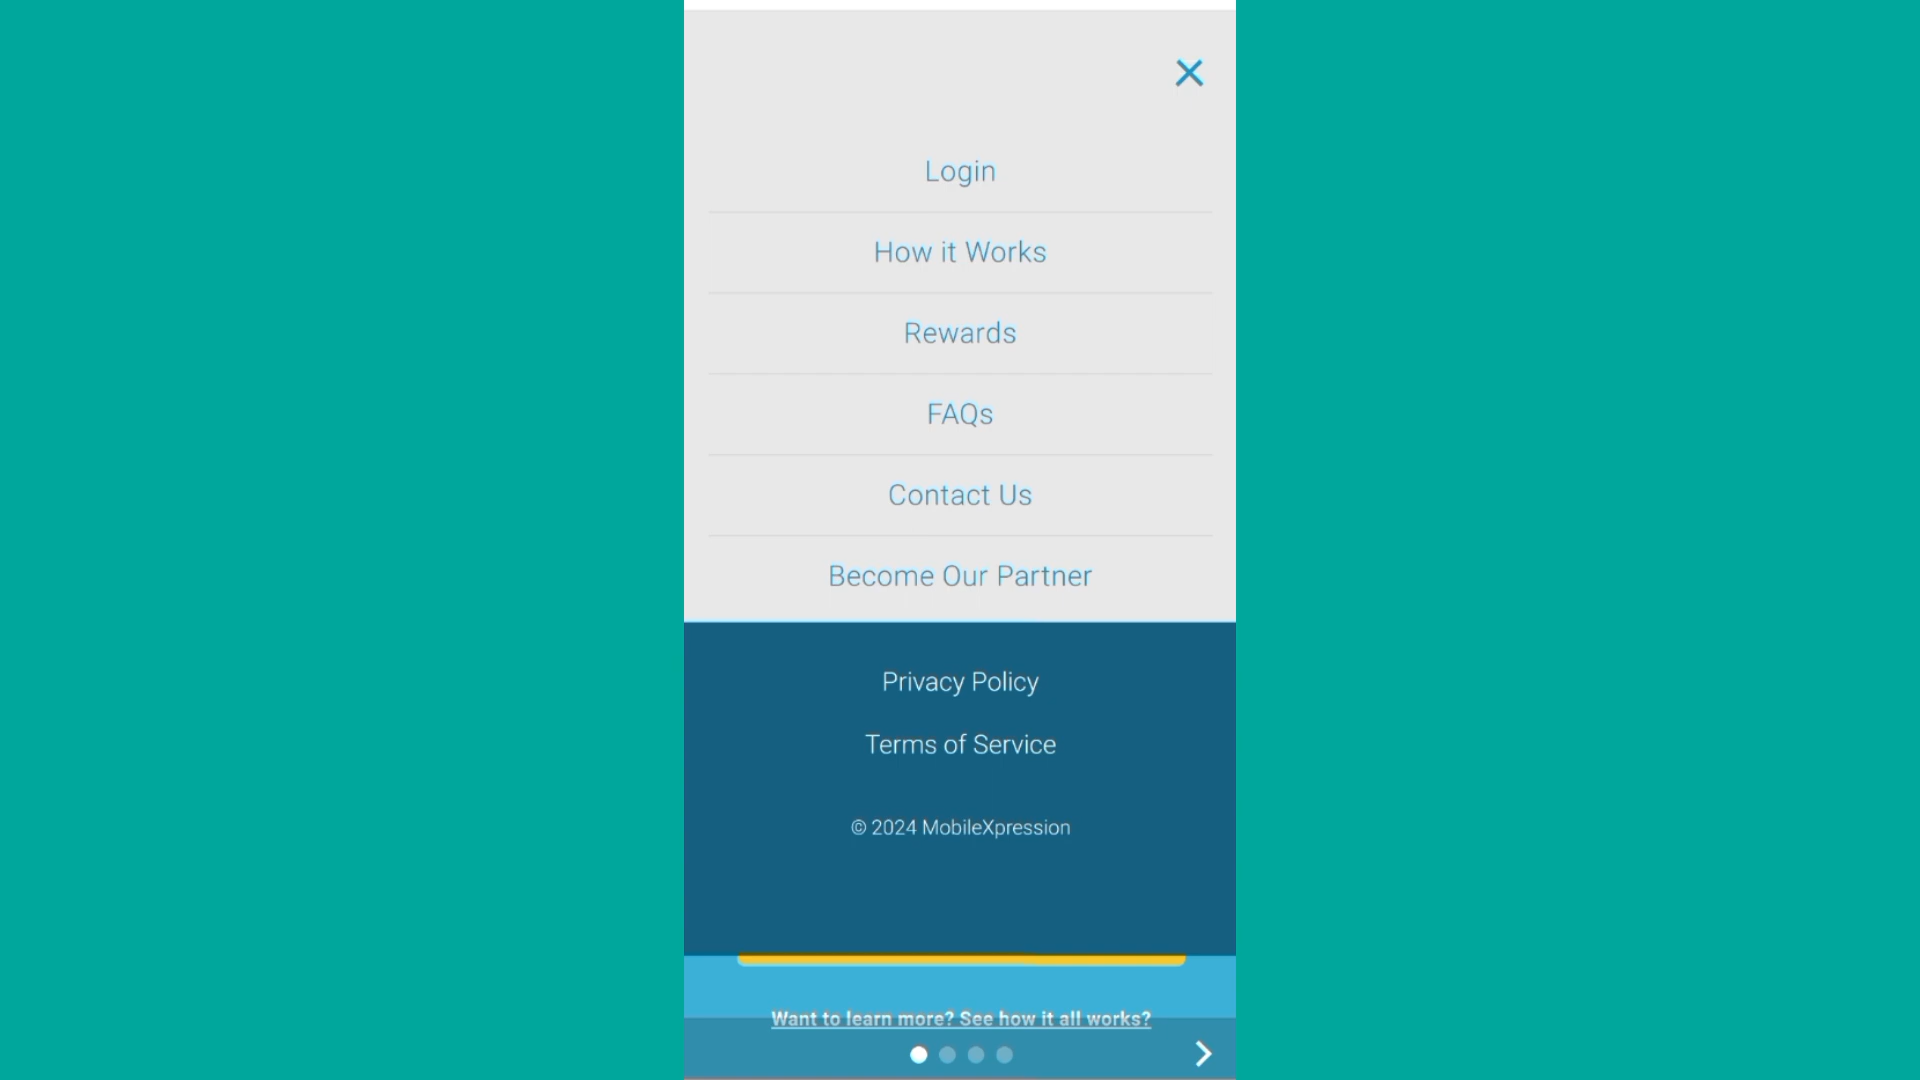 Login
How it Works
Rewards
FAQs
Contact Us
Become Our Partner
Privacy Policy
Terms of Service
© 2024 MobileXpression
Want to learn more? See how it all works?